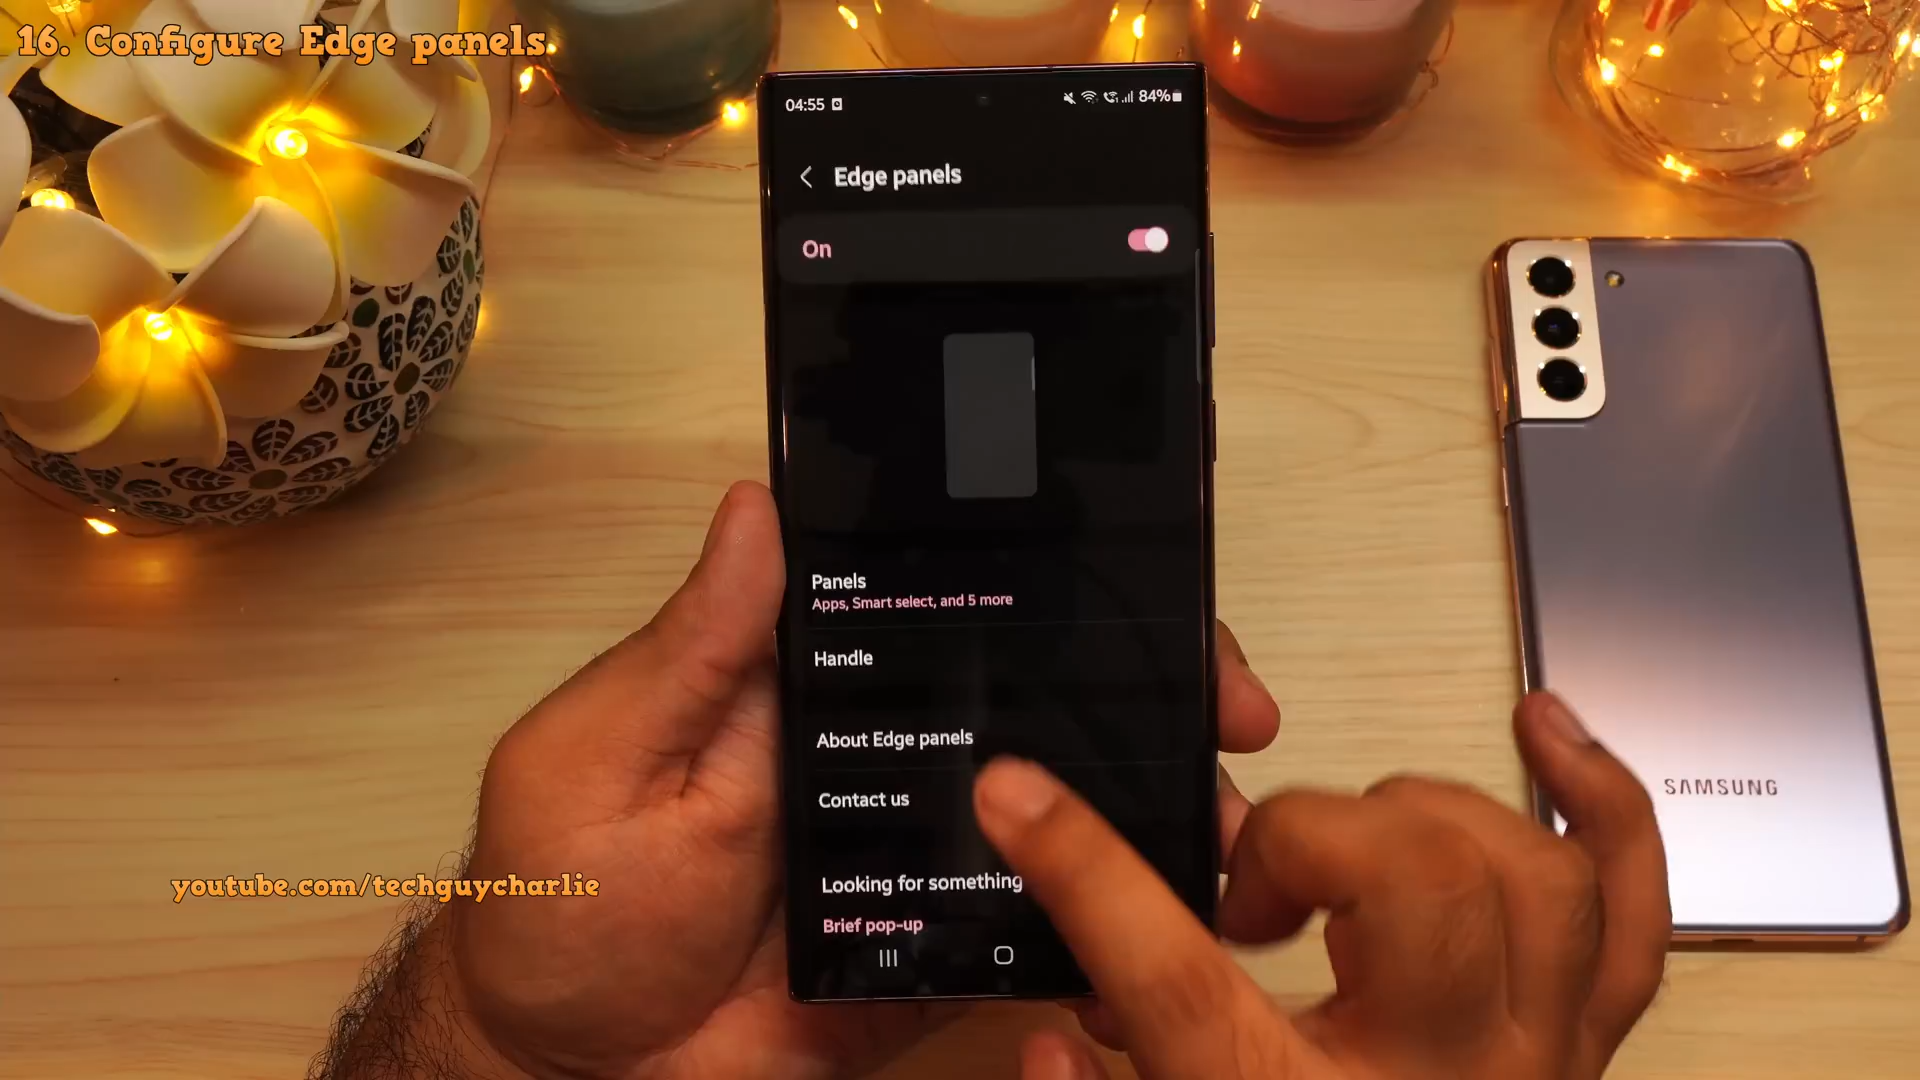 16. Configure Edge panels
04:55
84%
Edge panels
On
Panels
Apps, Smart select, and 5 more
Handle
About Edge panels
Contact us
Looking for something
Brief pop-up
SAMSUNG
youtube.com/techguycharlie